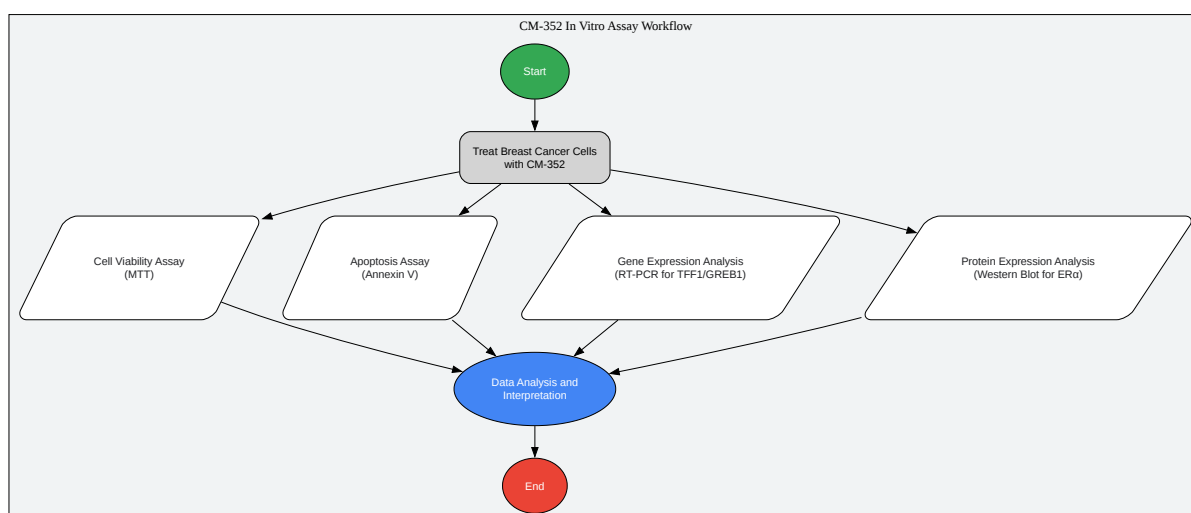 CM-352 In Vitro Assay Workflow
Start
Treat Breast Cancer Cells
with CM-352
Cell Viability Assay
(MTT)
Apoptosis Assay
(Annexin V)
Gene Expression Analysis
(RT-PCR for TFF1/GREB1)
Protein Expression Analysis
(Western Blot for ERα)
Data Analysis and
Interpretation
End